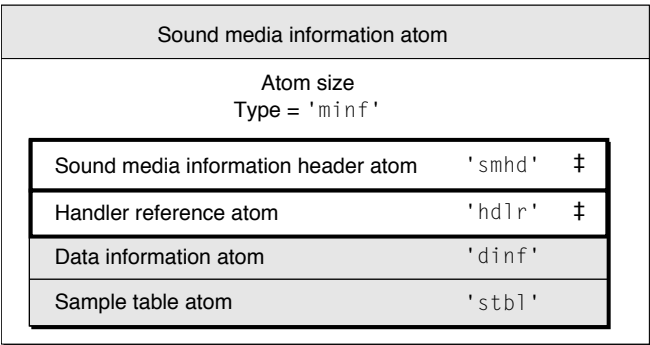 Sound media information atom
Atom size
Type = 'minf'
Sound media information header atom 'smhd' ‡
Handler reference atom 'hdlr' ‡
Data information atom 'dinf'
Sample table atom 'stbl'